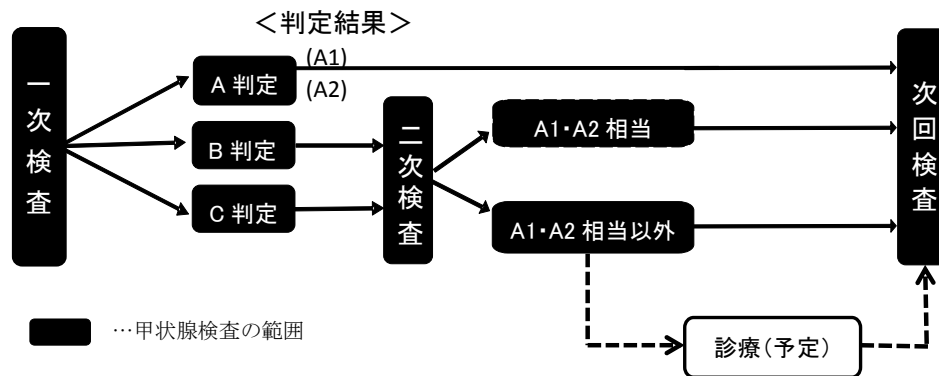 ＜判定結果＞
一次検査
A 判定
(A1)
(A2)
B 判定
C 判定
二次検査
A1・A2 相当
A1・A2 相当以外
次回検査
診療(予定)
…甲状腺検査の範囲